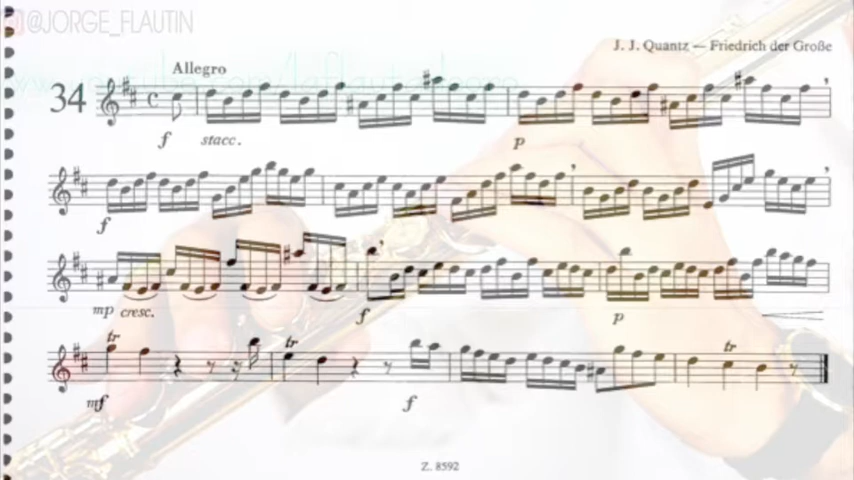 @JORGE_FLAUTIN
J. J. Quantz — Friedrich der Große
Allegro
34
f stacc. p
f
mp cresc. f p
tr tr
mf f
tr
Z. 8592